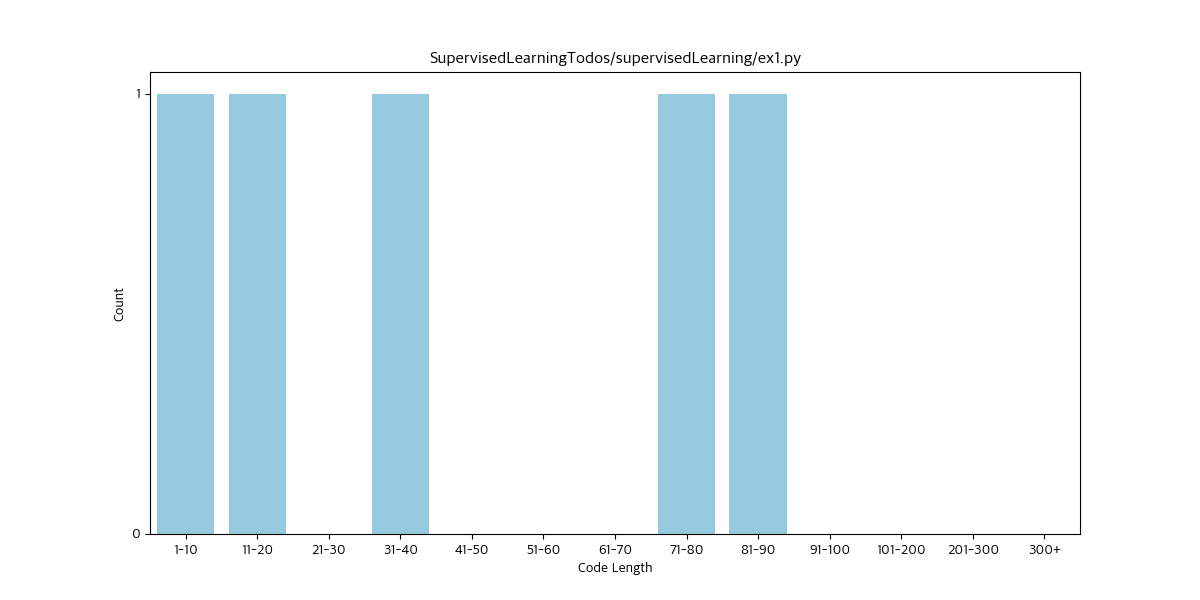 SupervisedLearningTodos/supervisedLearning/ex1.py
Count
1
0
1-10 11-20 21-30 31-40 41-50 51-60 61-70 71-80 81-90 91-100 101-200 201-300 300+
Code Length